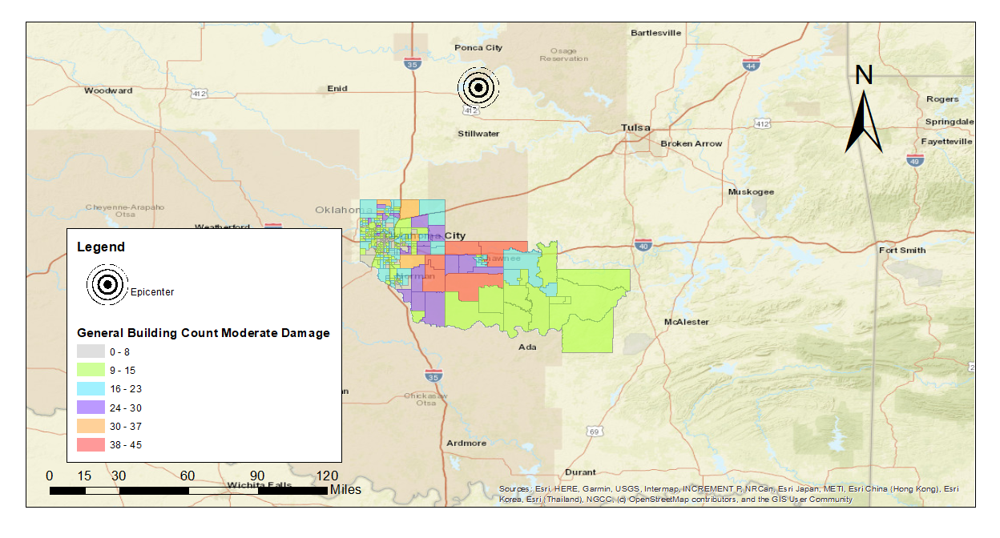 Bartlesville
Ponca City
Osage
Reservation
35
44
N
Woodward
412
Enid
412
Rogers
Stillwater
Tulsa
412
Springdale
Broken Arrow
Fayetteville
49
Muskogee
Cheyenne-Arapaho
Otsa
Oklahoma
Weatherford
City
40
Fort Smith
Shawnee
Norman
Legend
Epicenter
General Building Count Moderate Damage
0 - 8
9 - 15
16 - 23
24 - 30
30 - 37
38 - 45
McAlester
Ada
35
Chickasaw
Otsa
69
Ardmore
Durant
0 15 30 60 90 120
Miles
Wichita Falls
Sources: Esri, HERE, Garmin, USGS, Intermap, INCREMENT P, NRCan, Esri Japan, METI, Esri China (Hong Kong), Esri
Korea, Esri (Thailand), NGCC, (c) OpenStreetMap contributors, and the GIS User Community